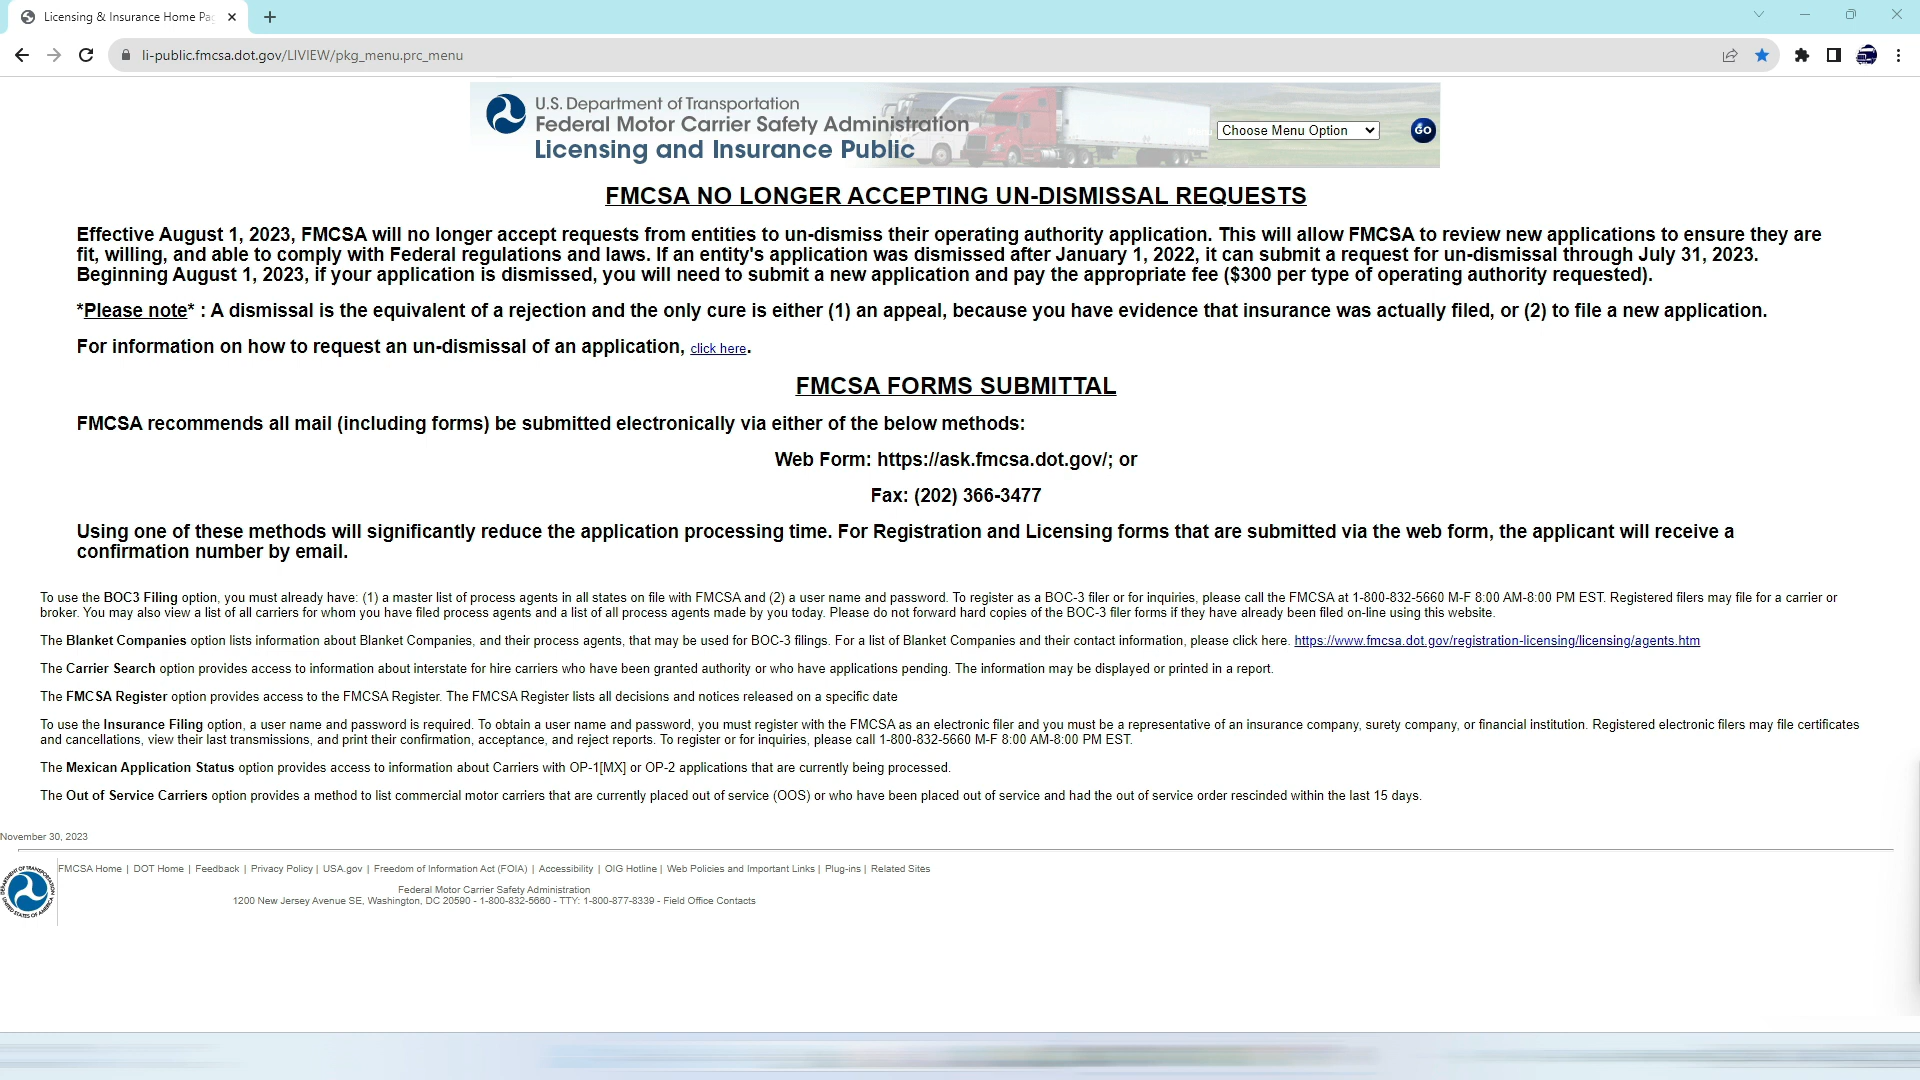 Licensing & Insurance Home Pag
li-public.fmcsa.dot.gov/LIVIEW/pkg_menu.prc_menu
U.S. Department of Transportation
Federal Motor Carrier Safety Administration
Licensing and Insurance Public
Choose Menu Option
GO
FMCSA NO LONGER ACCEPTING UN-DISMISSAL REQUESTS
Effective August 1, 2023, FMCSA will no longer accept requests from entities to un-dismiss their operating authority application. This will allow FMCSA to review new applications to ensure they are
fit, willing, and able to comply with Federal regulations and laws. If an entity's application was dismissed after January 1, 2022, it can submit a request for un-dismissal through July 31, 2023.
Beginning August 1, 2023, if your application is dismissed, you will need to submit a new application and pay the appropriate fee ($300 per type of operating authority requested).
*Please note* : A dismissal is the equivalent of a rejection and the only cure is either (1) an appeal, because you have evidence that insurance was actually filed, or (2) to file a new application.
For information on how to request an un-dismissal of an application, click here.
FMCSA FORMS SUBMITTAL
FMCSA recommends all mail (including forms) be submitted electronically via either of the below methods:
Web Form: https://ask.fmcsa.dot.gov/; or
Fax: (202) 366-3477
Using one of these methods will significantly reduce the application processing time. For Registration and Licensing forms that are submitted via the web form, the applicant will receive a
confirmation number by email.
To use the BOC3 Filing option, you must already have: (1) a master list of process agents in all states on file with FMCSA and (2) a user name and password. To register as a BOC-3 filer or for inquiries, please call the FMCSA at 1-800-832-5660 M-F 8:00 AM-8:00 PM EST. Registered filers may file for a carrier or
broker. You may also view a list of all carriers for whom you have filed process agents and a list of all process agents made by you today. Please do not forward hard copies of the BOC-3 filer forms if they have already been filed on-line using this website.
The Blanket Companies option lists information about Blanket Companies, and their process agents, that may be used for BOC-3 filings. For a list of Blanket Companies and their contact information, please click here. https://www.fmcsa.dot.gov/registration-licensing/licensing/agents.htm
The Carrier Search option provides access to information about interstate for hire carriers who have been granted authority or who have applications pending. The information may be displayed or printed in a report.
The FMCSA Register option provides access to the FMCSA Register. The FMCSA Register lists all decisions and notices released on a specific date
To use the Insurance Filing option, a user name and password is required. To obtain a user name and password, you must register with the FMCSA as an electronic filer and you must be a representative of an insurance company, surety company, or financial institution. Registered electronic filers may file certificates
and cancellations, view their last transmissions, and print their confirmation, acceptance, and reject reports. To register or for inquiries, please call 1-800-832-5660 M-F 8:00 AM-8:00 PM EST.
The Mexican Application Status option provides access to information about Carriers with OP-1[MX] or OP-2 applications that are currently being processed.
The Out of Service Carriers option provides a method to list commercial motor carriers that are currently placed out of service (OOS) or who have been placed out of service and had the out of service order rescinded within the last 15 days.
November 30, 2023
FMCSA Home | DOT Home | Feedback | Privacy Policy | USA.gov | Freedom of Information Act (FOIA) | Accessibility | OIG Hotline | Web Policies and Important Links | Plug-ins | Related Sites
Federal Motor Carrier Safety Administration
1200 New Jersey Avenue SE, Washington, DC 20590 - 1-800-832-5660 - TTY: 1-800-877-8339 - Field Office Contacts